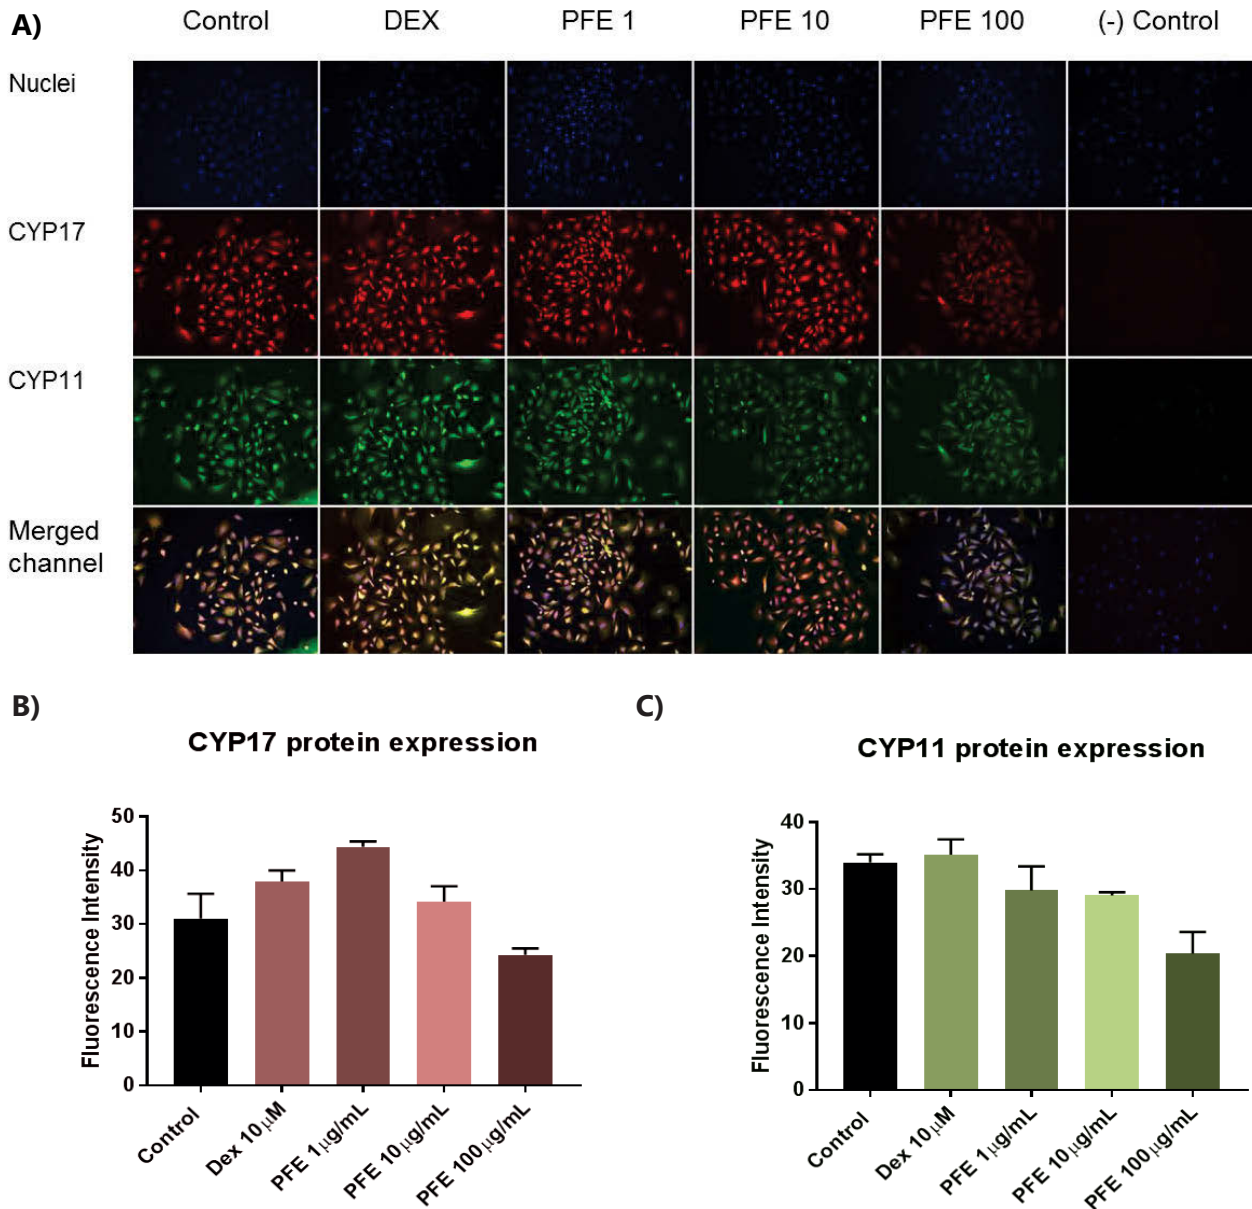 A)
Control DEX PFE 1 PFE 10 PFE 100 (-) Control
Nuclei
CYP17
CYP11
Merged
channel
B)
CYP17 protein expression
Fluorescence Intensity
50
40
30
20
10
0
Control
Dex 10μM
PFE 1μg/mL
PFE 10μg/mL
PFE 100μg/mL
C)
CYP11 protein expression
Fluorescence Intensity
40
30
20
10
0
Control
Dex 10μM
PFE 1μg/mL
PFE 10μg/mL
PFE 100μg/mL